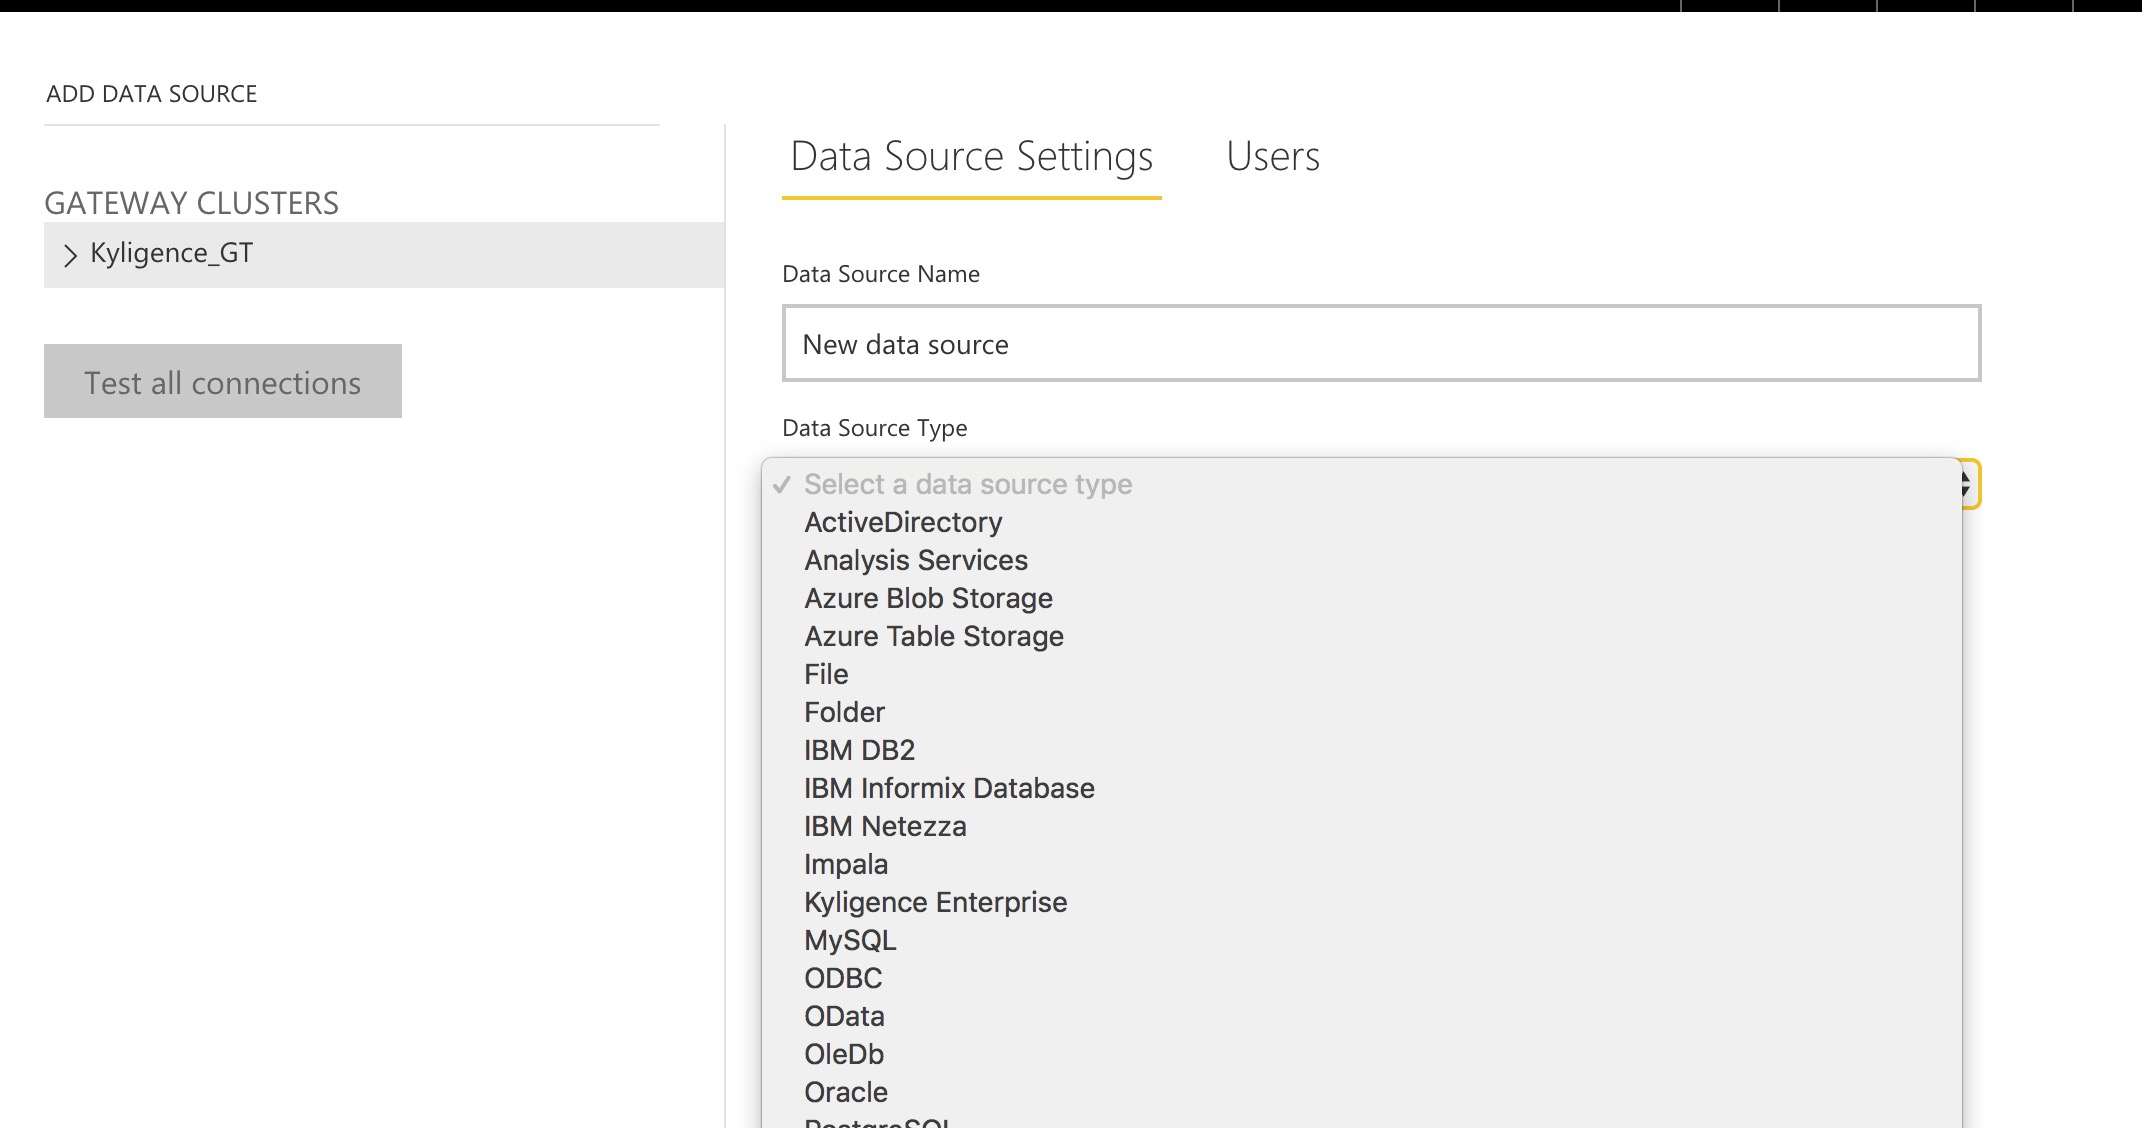 ADD DATA SOURCE
GATEWAY CLUSTERS
Kyligence_GT
Test all connections
Data Source Settings
Users
Data Source Name
New data source
Data Source Type
Select a data source type
ActiveDirectory
Analysis Services
Azure Blob Storage
Azure Table Storage
File
Folder
IBM DB2
IBM Informix Database
IBM Netezza
Impala
Kyligence Enterprise
MySQL
ODBC
OData
OleDb
Oracle
PostgreSQL